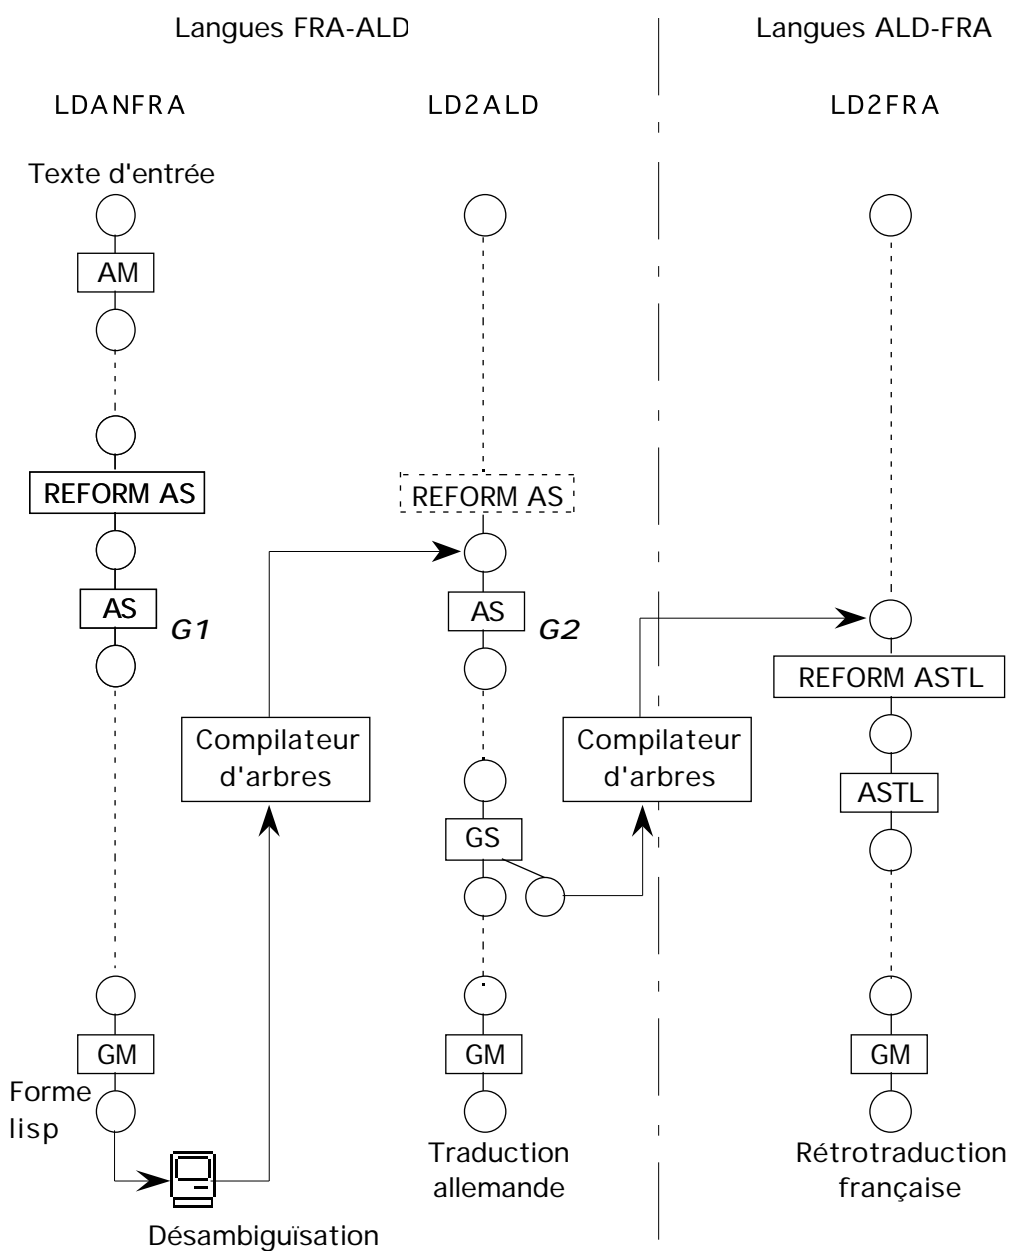 Langues FRA-ALD
Langues ALD-FRA
LDANFRA
LD2ALD
LD2FRA
Texte d'entrée
AM
REFORM AS
REFORM AS
AS
G1
AS
G2
REFORM ASTL
Compilateur
d'arbres
Compilateur
d'arbres
ASTL
GS
GM
GM
GM
Forme
lisp
Traduction
allemande
Rétrotraduction
française
Désambiguïsation